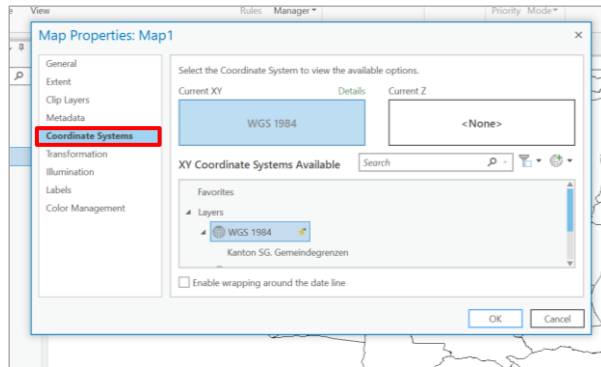 View Rules Manager Priority Mode
Map Properties: Map1
General
Extent
Clip Layers
Metadata
Coordinate Systems
Transformation
Illumination
Labels
Color Management
Select the Coordinate System to view the available options.
Current XY Details Current Z
WGS 1984 <None>
XY Coordinate Systems Available Search
Favorites
Layers
WGS 1984
Kanton SG. Gemeindegrenzen
Enable wrapping around the date line
OK Cancel